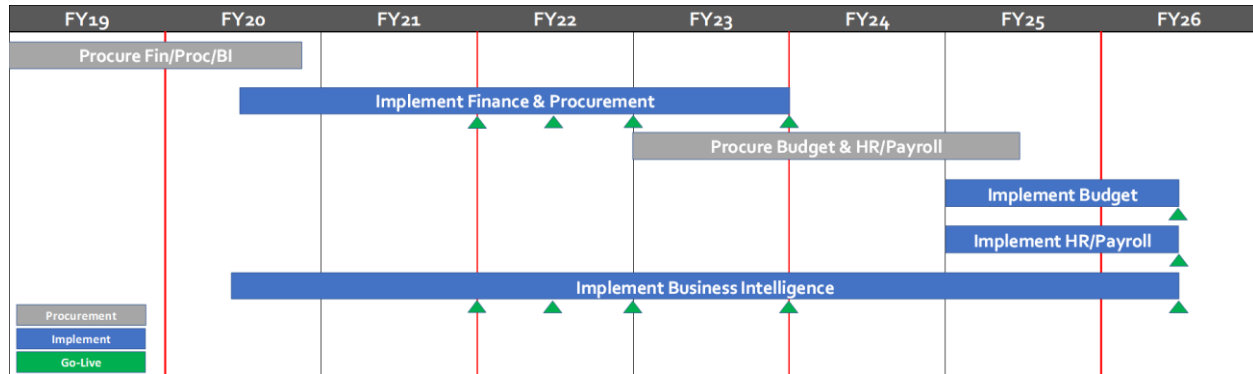 FY19 FY20 FY21 FY22 FY23 FY24 FY25 FY26
Procure Fin/Proc/BI
Implement Finance & Procurement
Procure Budget & HR/Payroll
Implement Budget
Implement HR/Payroll
Implement Business Intelligence
Procurement
Implement
Go-Live